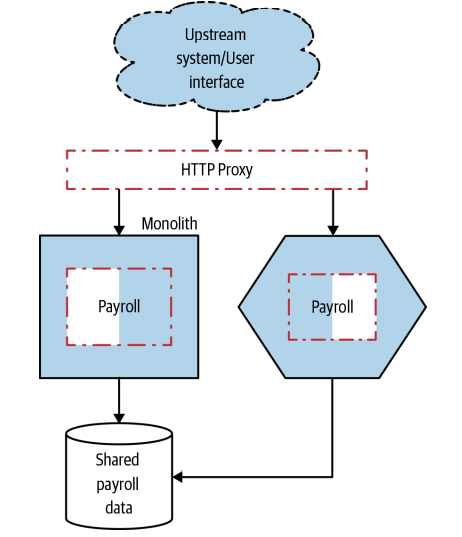 Upstream
system/User
interface
HTTP Proxy
Monolith
Payroll
Payroll
Shared
payroll
data